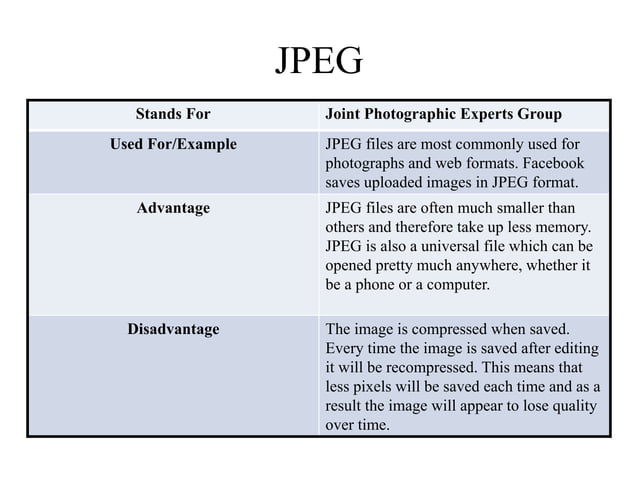 JPEG
Stands For
Joint Photographic Experts Group
Used For/Example
JPEG files are most commonly used for
photographs and web formats. Facebook
saves uploaded images in JPEG format.
Advantage
JPEG files are often much smaller than
others and therefore take up less memory.
JPEG is also a universal file which can be
opened pretty much anywhere, whether it
be a phone or a computer.
Disadvantage
The image is compressed when saved.
Every time the image is saved after editing
it will be recompressed. This means that
less pixels will be saved each time and as a
result the image will appear to lose quality
over time.